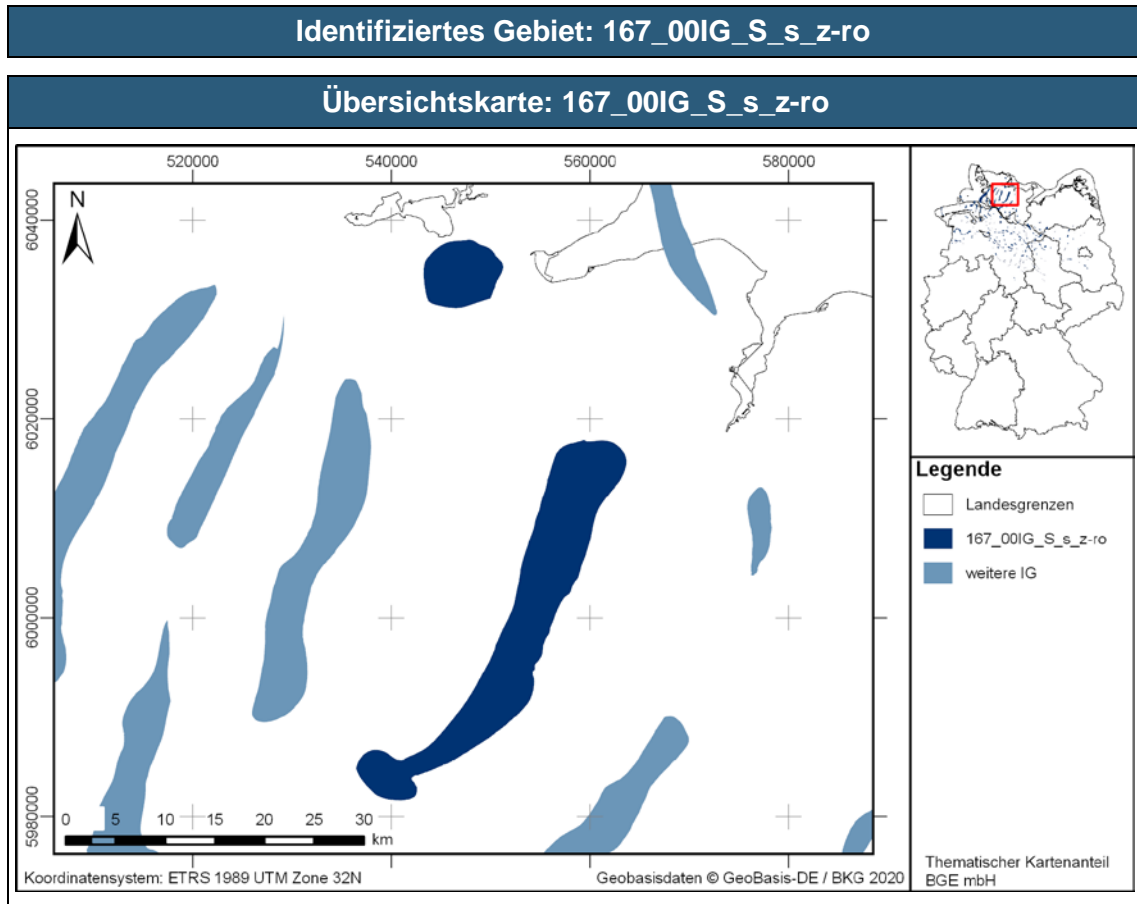 Identifiziertes Gebiet: 167_00IG_S_s_z-ro
Übersichtskarte: 167_00IG_S_s_z-ro
520000 540000 560000 580000
6040000
6020000
6000000
5980000
N
0 5 10 15 20 25 30
km
Koordinatensystem: ETRS 1989 UTM Zone 32N
Geobasisdaten © GeoBasis-DE / BKG 2020
Legende
Landesgrenzen
167_00IG_S_s_z-ro
weitere IG
Thematischer Kartenanteil
BGE mbH